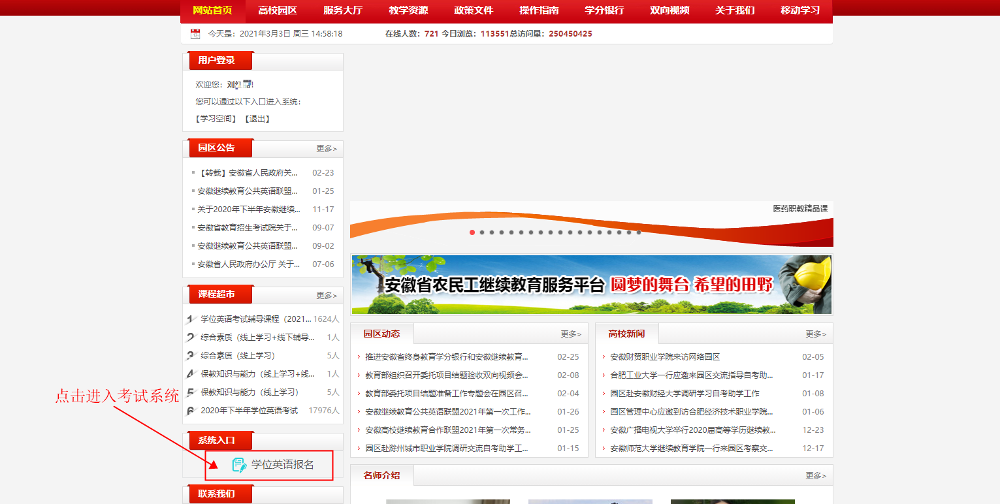 网站首页 高校园区 服务大厅 教学资源 政策文件 操作指南 学分银行 双向视频 关于我们 移动学习
今天是：2021年3月3日 周三 14:58:18 在线人数：721 今日浏览：113551总访问量：250450425
用户登录
欢迎您：刘红!
您可以通过以下入口进入系统：
【学习空间】 【退出】
园区公告 更多>
【转载】安徽省人民政府关... 02-23
安徽继续教育公共英语联盟... 01-25
关于2020年下半年安徽继续... 11-17
安徽省教育招生考试院关于... 09-07
安徽继续教育公共英语联盟... 09-02
安徽省人民政府办公厅 关于... 07-06
课程超市 更多>
1 学位英语考试辅导课程（2021... 1624人
2 综合素质（线上学习+线下辅导... 1人
3 综合素质（线上学习） 5人
4 保教知识与能力（线上学习+线... 1人
5 保教知识与能力（线上学习） 5人
6 2020年下半年学位英语考试 17976人
点击进入考试系统
系统入口
学位英语报名
联系我们
医药职教精品课
安徽省农民工继续教育服务平台 圆梦的舞台 希望的田野
园区动态 更多>
推进安徽省终身教育学分银行和安徽继续教育... 02-25
教育部组织召开委托项目结题验收双向视频会... 02-08
教育部委托项目结题准备工作专题会在园区召... 02-04
安徽继续教育公共英语联盟2021年第一次工作... 01-26
安徽高校继续教育合作联盟2021年第一次常务... 01-25
园区赴滁州城市职业学院调研交流自考助学工... 01-15
高校新闻 更多>
安徽财贸职业学院来访网络园区 02-05
合肥工业大学一行应邀来园区交流指导自考助... 01-17
园区赴安徽财经大学调研学习自考助学工作 01-08
园区管理中心应邀到访合肥经济技术职业学院... 01-06
安徽广播电视大学举行2020届高等学历继续教... 12-23
安徽师范大学继续教育学院一行来园区考察交... 12-17
名师介绍 更多>